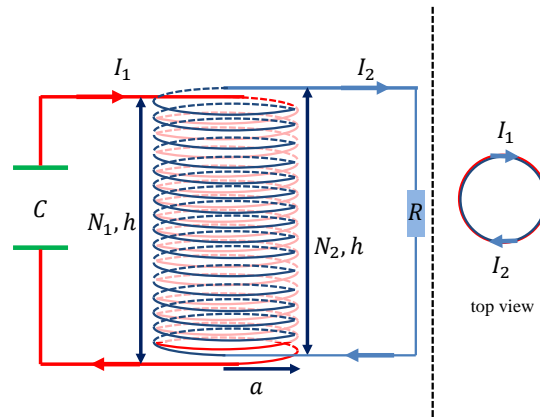 I₁
I₂
C
N₁, h
N₂, h
R
a
I₁
I₂
top view